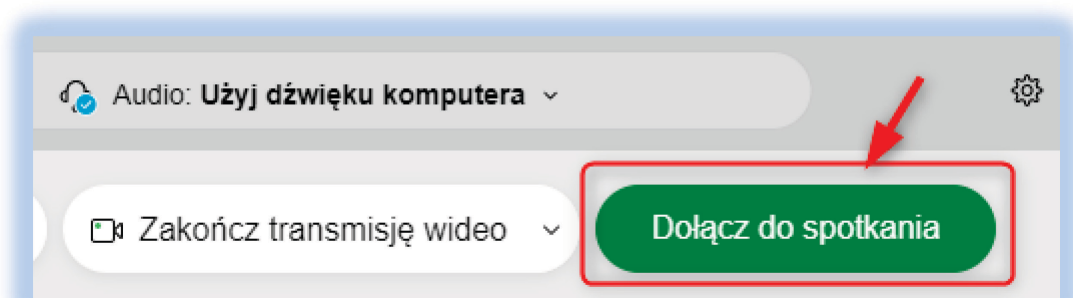 Audio: Użyj dźwięku komputera
Zakończ transmisję wideo
Dołącz do spotkania